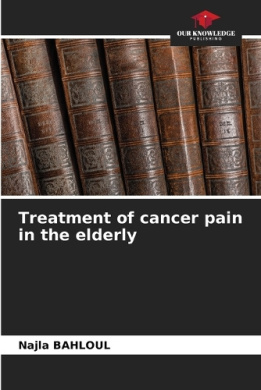 OUR KNOWLEDGE
PUBLISHING
Treatment of cancer pain
in the elderly
Najla BAHLOUL